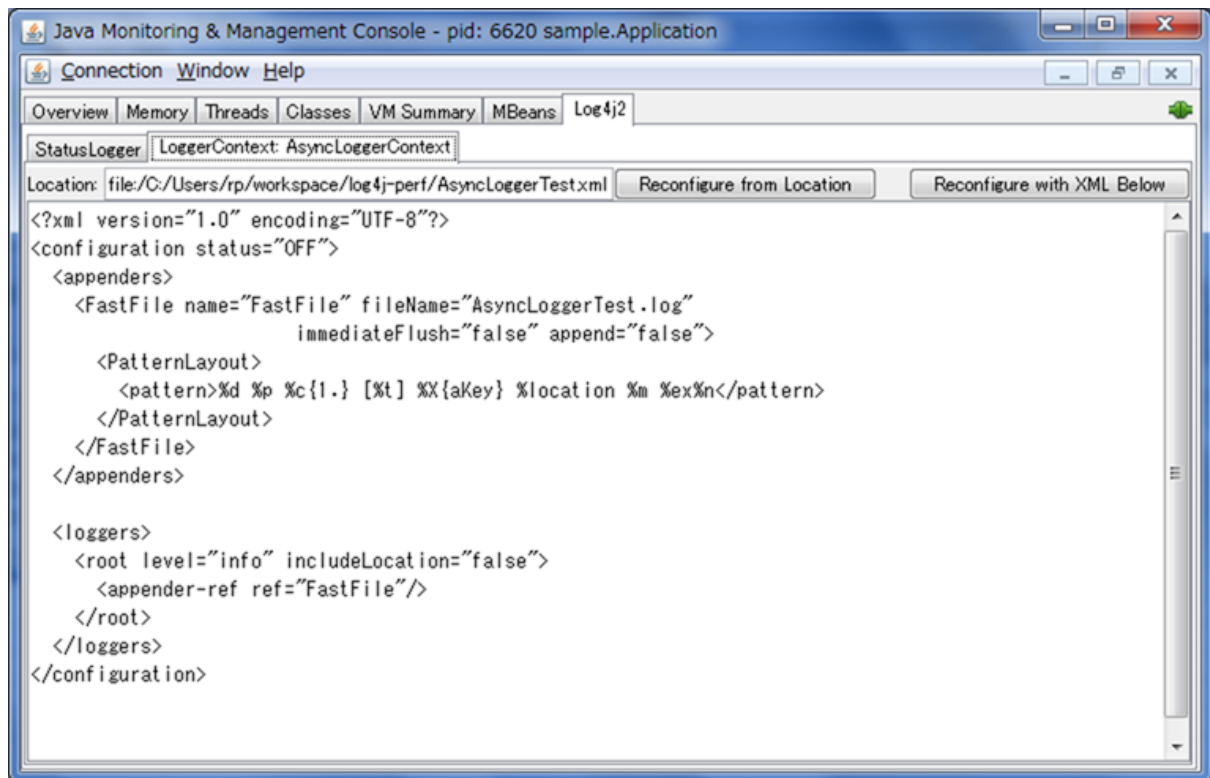 Java Monitoring & Management Console - pid: 6620 sample.Application
Connection Window Help
Overview Memory Threads Classes VM Summary MBeans Log4j2
StatusLogger LoggerContext: AsyncLoggerContext
Location: file:/C:/Users/rp/workspace/log4j-perf/AsyncLoggerTest.xml Reconfigure from Location Reconfigure with XML Below
<?xml version="1.0" encoding="UTF-8"?>
<configuration status="OFF">
  <appenders>
    <FastFile name="FastFile" fileName="AsyncLoggerTest.log"
                        immediateFlush="false" append="false">
      <PatternLayout>
        <pattern>%d %p %c{1.} [%t] %X{aKey} %location %m %ex%n</pattern>
      </PatternLayout>
    </FastFile>
  </appenders>

  <loggers>
    <root level="info" includeLocation="false">
      <appender-ref ref="FastFile"/>
    </root>
  </loggers>
</configuration>